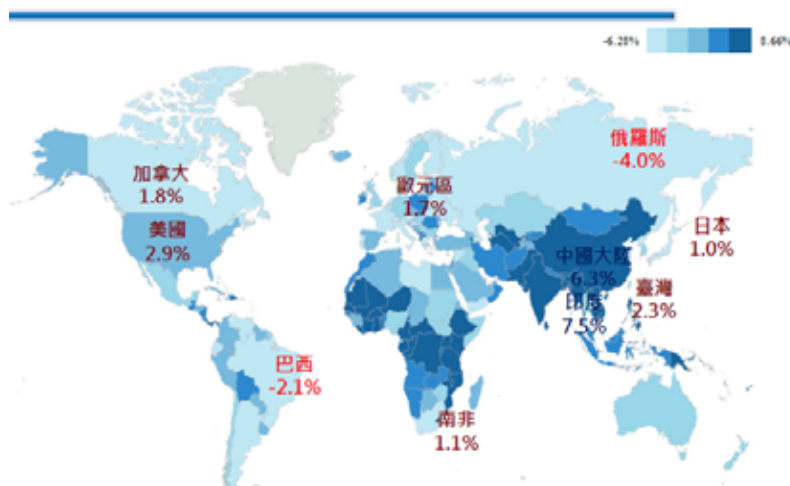 -6.28% 8.66%
俄羅斯
-4.0%
加拿大
1.8%
歐元區
1.7%
美國
2.9%
日本
1.0%
中國大陸
6.3%
臺灣
2.3%
印度
7.5%
巴西
-2.1%
南非
1.1%